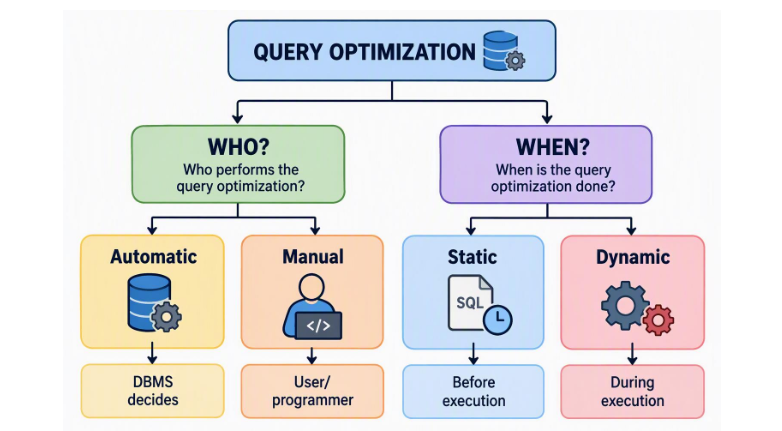 QUERY OPTIMIZATION
WHO?
Who performs the
query optimization?
WHEN?
When is the query
optimization done?
Automatic
Manual
</>
Static
SQL
Dynamic
DBMS
decides
User/
programmer
Before
execution
During
execution